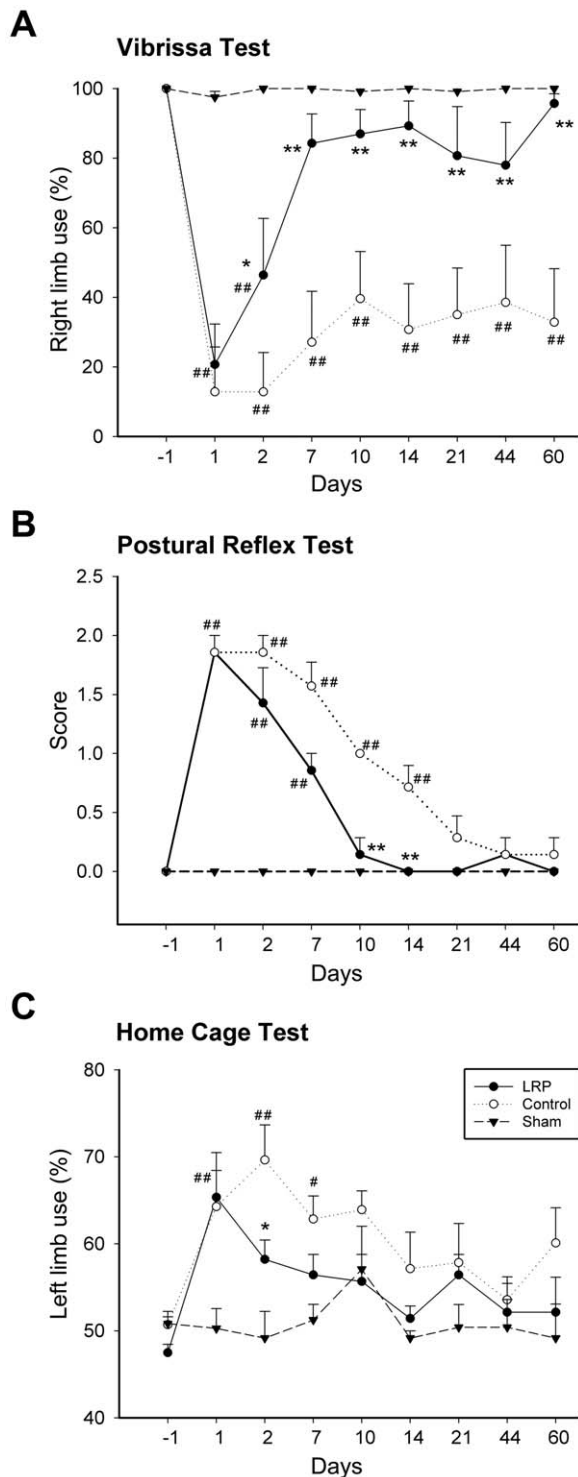 A
Vibrissa Test
Right limb use (%)
100
80
60
40
20
0
##
*
##
##
**
##
**
##
**
##
**
##
**
##
**
##
-1 1 2 7 10 14 21 44 60
Days
B
Postural Reflex Test
Score
2.5
2.0
1.5
1.0
0.5
0.0
##
##
##
##
##
##
**
##
**
-1 1 2 7 10 14 21 44 60
Days
C
Home Cage Test
Left limb use (%)
80
70
60
50
40
##
##
*
#
LRP
Control
Sham
-1 1 2 7 10 14 21 44 60
Days